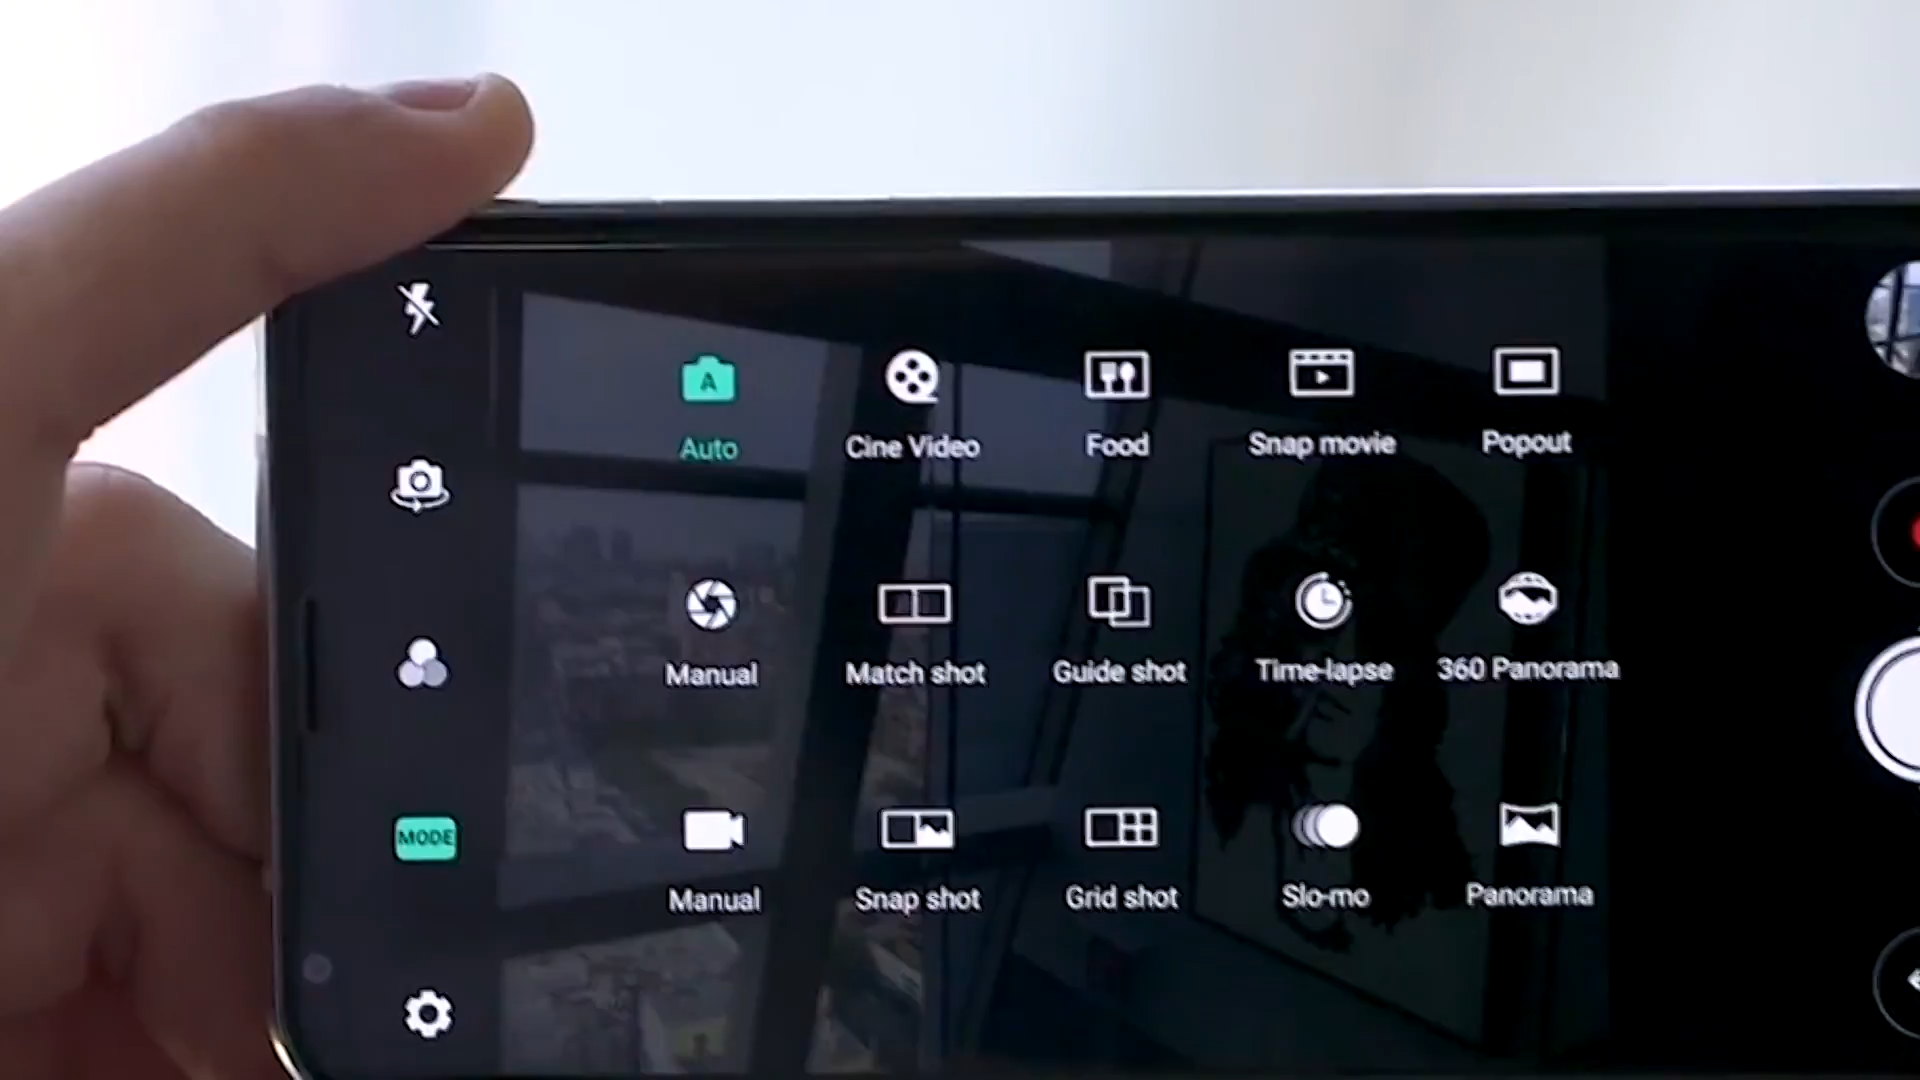 A
Auto
Cine Video
Food
Snap movie
Popout
Manual
Match shot
Guide shot
Time-lapse
360 Panorama
MODE
Manual
Snap shot
Grid shot
Slo-mo
Panorama